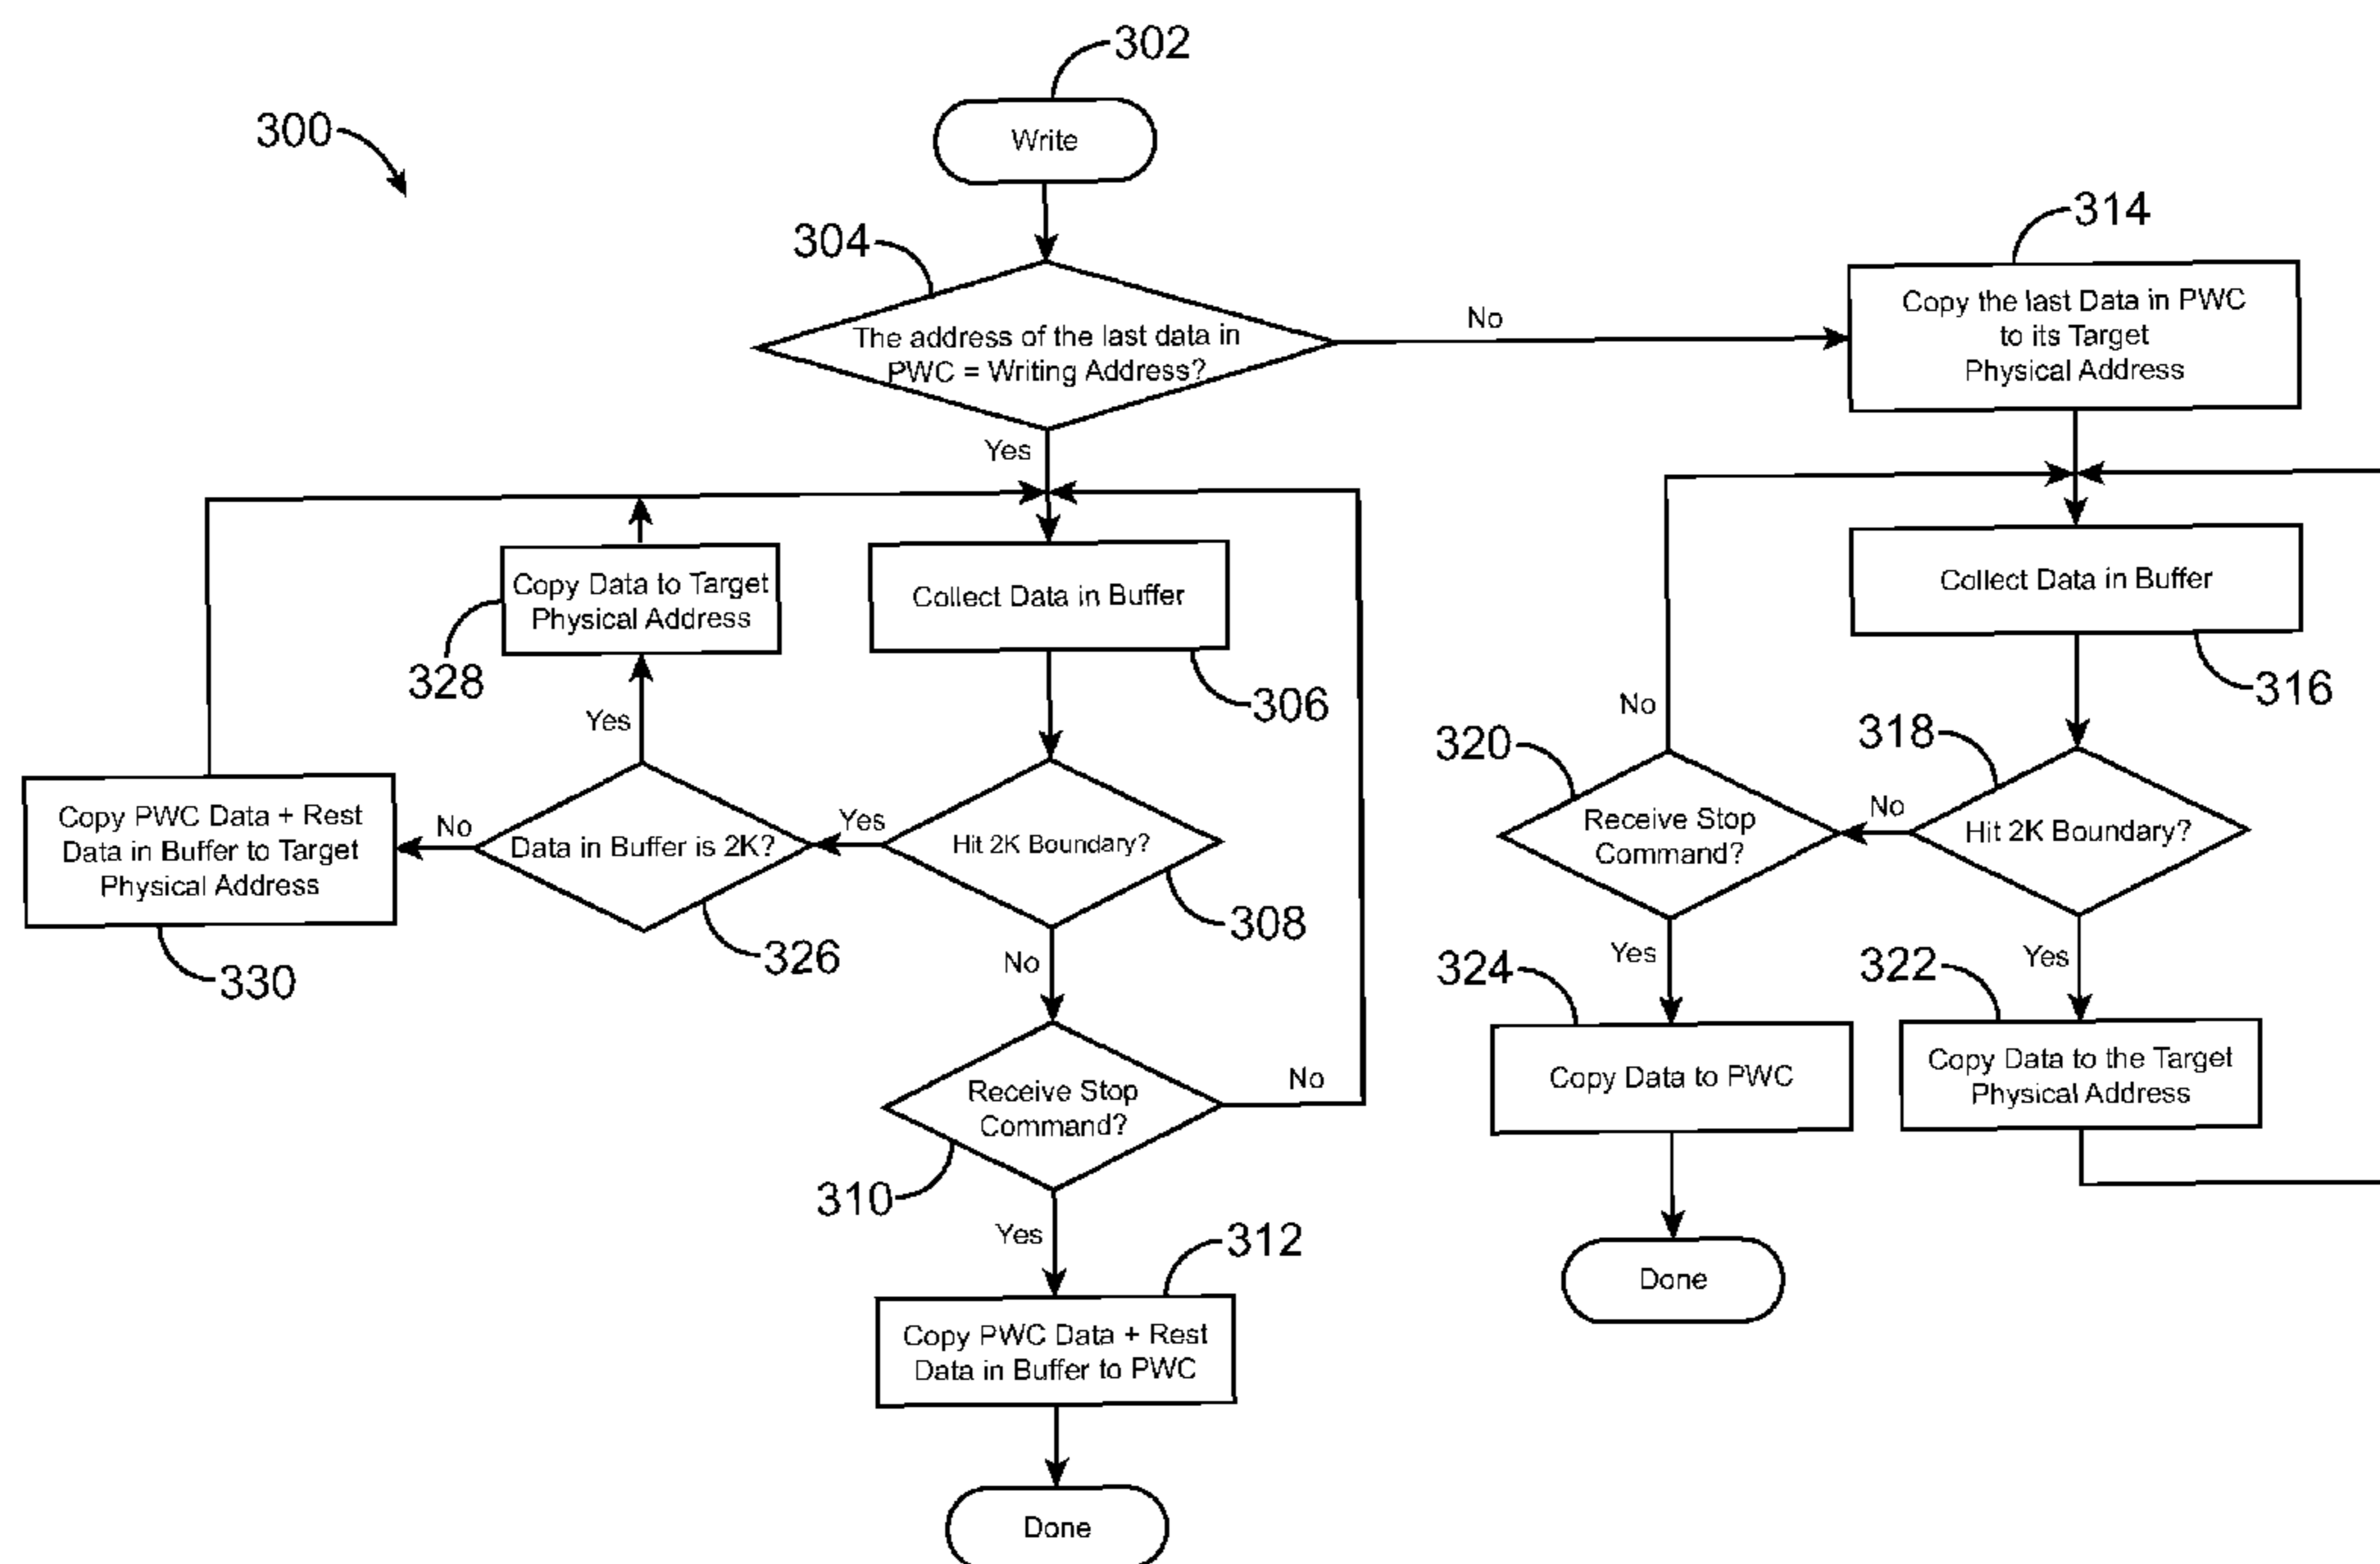 302
300
Write
304
The address of the last data in
PWC = Writing Address?
No
314
Copy the last Data in PWC
to its Target
Physical Address
Yes
Copy Data to Target
Physical Address
328
Collect Data in Buffer
306
Collect Data in Buffer
316
Yes
No
320
318
Copy PWC Data + Rest
Data in Buffer to Target
Physical Address
330
No
Data in Buffer is 2K?
326
Yes
Hit 2K Boundary?
308
Receive Stop
Command?
No
Hit 2K Boundary?
No
Yes
Yes
324
322
Receive Stop
Command?
310
No
Copy Data to PWC
Copy Data to the Target
Physical Address
Yes
312
Copy PWC Data + Rest
Data in Buffer to PWC
Done
Done